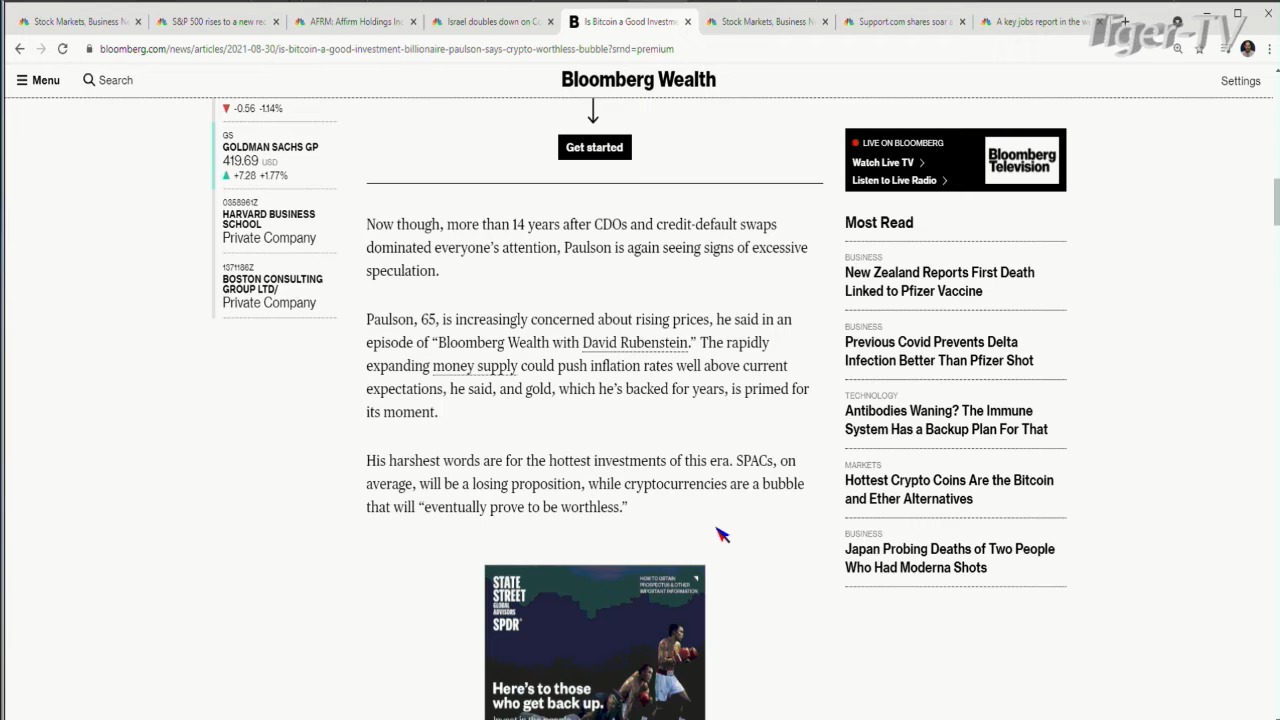 Stock Markets, Business N
S&P 500 rises to a new rec
AFRM: Affirm Holdings Inc
Israel doubles down on Co
B Is Bitcoin a Good Investme
Stock Markets, Business N
Support.com shares soar a
A key jobs report in the w
Tiger-TV
bloomberg.com/news/articles/2021-08-30/is-bitcoin-a-good-investment-billionaire-paulson-says-crypto-worthless-bubble?srnd=premium
Menu
Search
Bloomberg Wealth
Settings
-0.56 -1.14%
GS
GOLDMAN SACHS GP
419.69 USD
+7.28 +1.77%
0358961Z
HARVARD BUSINESS
SCHOOL
Private Company
1371186Z
BOSTON CONSULTING
GROUP LTD/
Private Company
Get started
Now though, more than 14 years after CDOs and credit-default swaps
dominated everyone’s attention, Paulson is again seeing signs of excessive
speculation.
Paulson, 65, is increasingly concerned about rising prices, he said in an
episode of “Bloomberg Wealth with David Rubenstein.” The rapidly
expanding money supply could push inflation rates well above current
expectations, he said, and gold, which he’s backed for years, is primed for
its moment.
His harshest words are for the hottest investments of this era. SPACs, on
average, will be a losing proposition, while cryptocurrencies are a bubble
that will “eventually prove to be worthless.”
STATE
STREET
GLOBAL
ADVISORS
SPDR
HOW TO OBTAIN
PROSPECTUS & OTHER
IMPORTANT INFORMATION
Here’s to those
who get back up.
LIVE ON BLOOMBERG
Watch Live TV
Listen to Live Radio
Bloomberg
Television
Most Read
BUSINESS
New Zealand Reports First Death
Linked to Pfizer Vaccine
BUSINESS
Previous Covid Prevents Delta
Infection Better Than Pfizer Shot
TECHNOLOGY
Antibodies Waning? The Immune
System Has a Backup Plan For That
MARKETS
Hottest Crypto Coins Are the Bitcoin
and Ether Alternatives
BUSINESS
Japan Probing Deaths of Two People
Who Had Moderna Shots